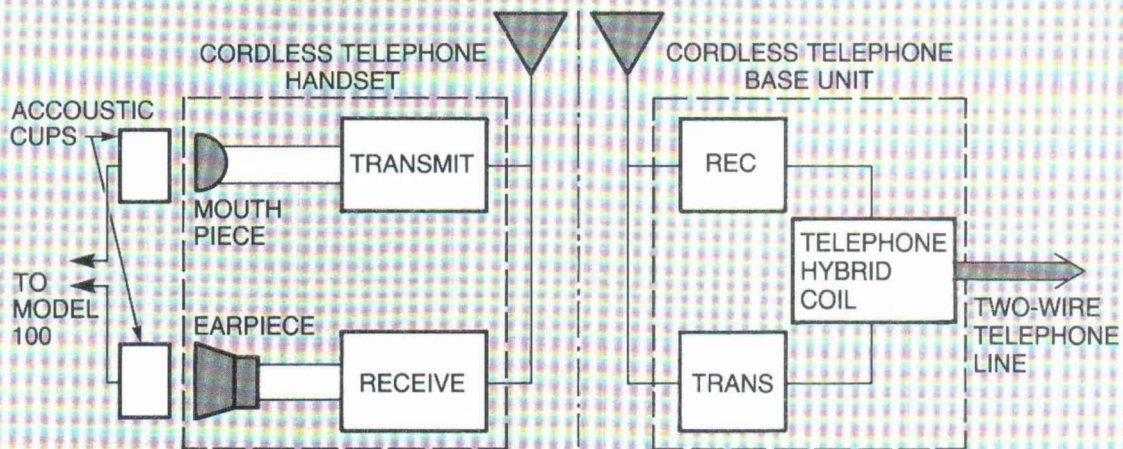 CORDLESS TELEPHONE
HANDSET
ACCOUSTIC
CUPS
TRANSMIT
MOUTH
PIECE
TO
MODEL
100
EARPIECE
RECEIVE
CORDLESS TELEPHONE
BASE UNIT
REC
TELEPHONE
HYBRID
COIL
TWO-WIRE
TELEPHONE
LINE
TRANS